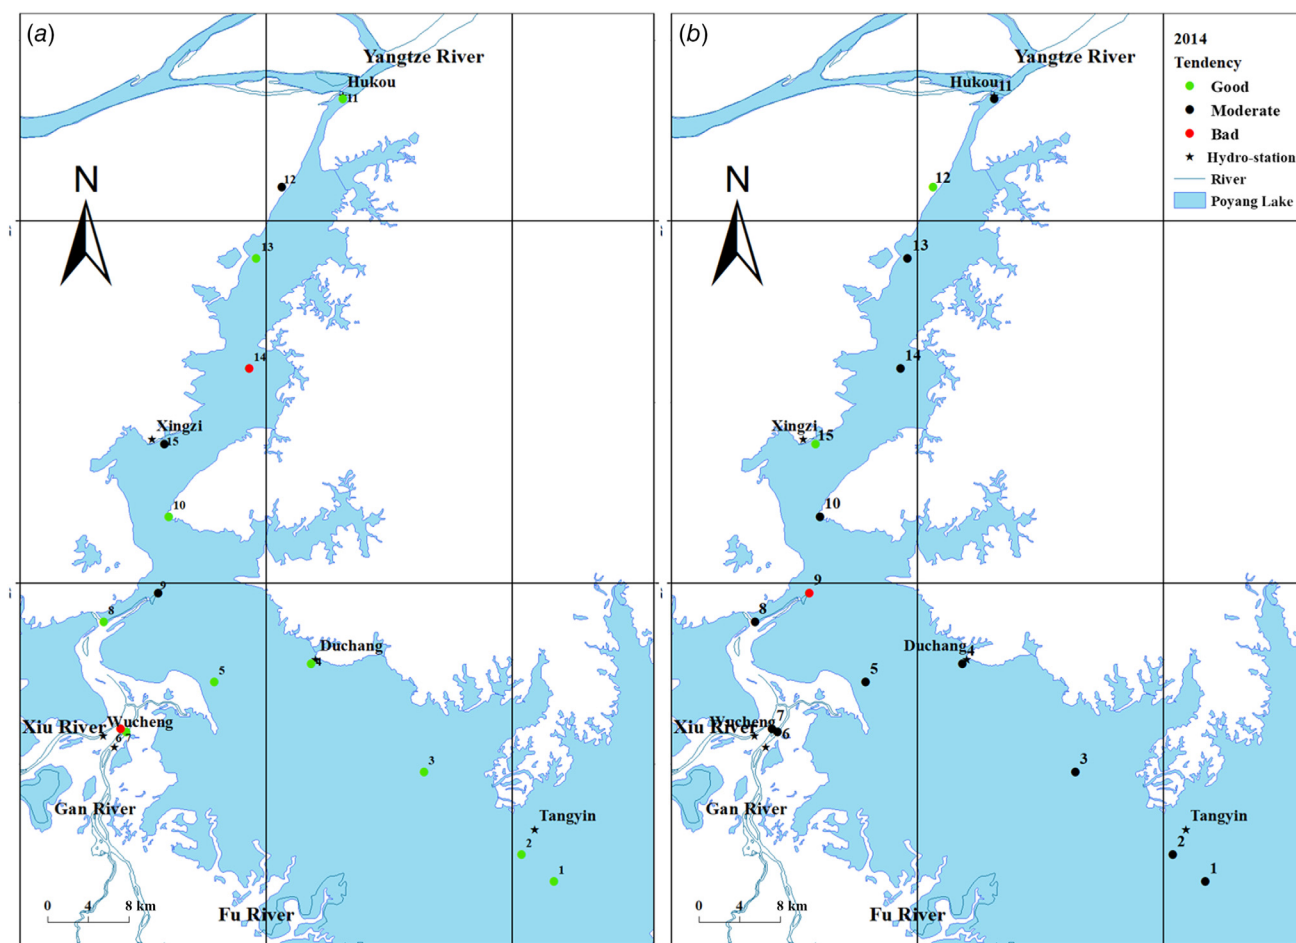 (a)
Yangtze River
Hukou
11
12
N
13
14
Xingzi
15
10
9
8
Duchang
4
5
Xiu River
Wucheng
6
7
3
Gan River
Tangyin
2
1
0 4 8 km
Fu River
(b)
Yangtze River
Hukou
11
12
N
13
14
Xingzi
15
10
9
8
Duchang
4
5
7
Xiu River
Wucheng
6
3
Gan River
Tangyin
2
1
0 4 8 km
Fu River
2014
Tendency
Good
Moderate
Bad
Hydro-station
River
Poyang Lake